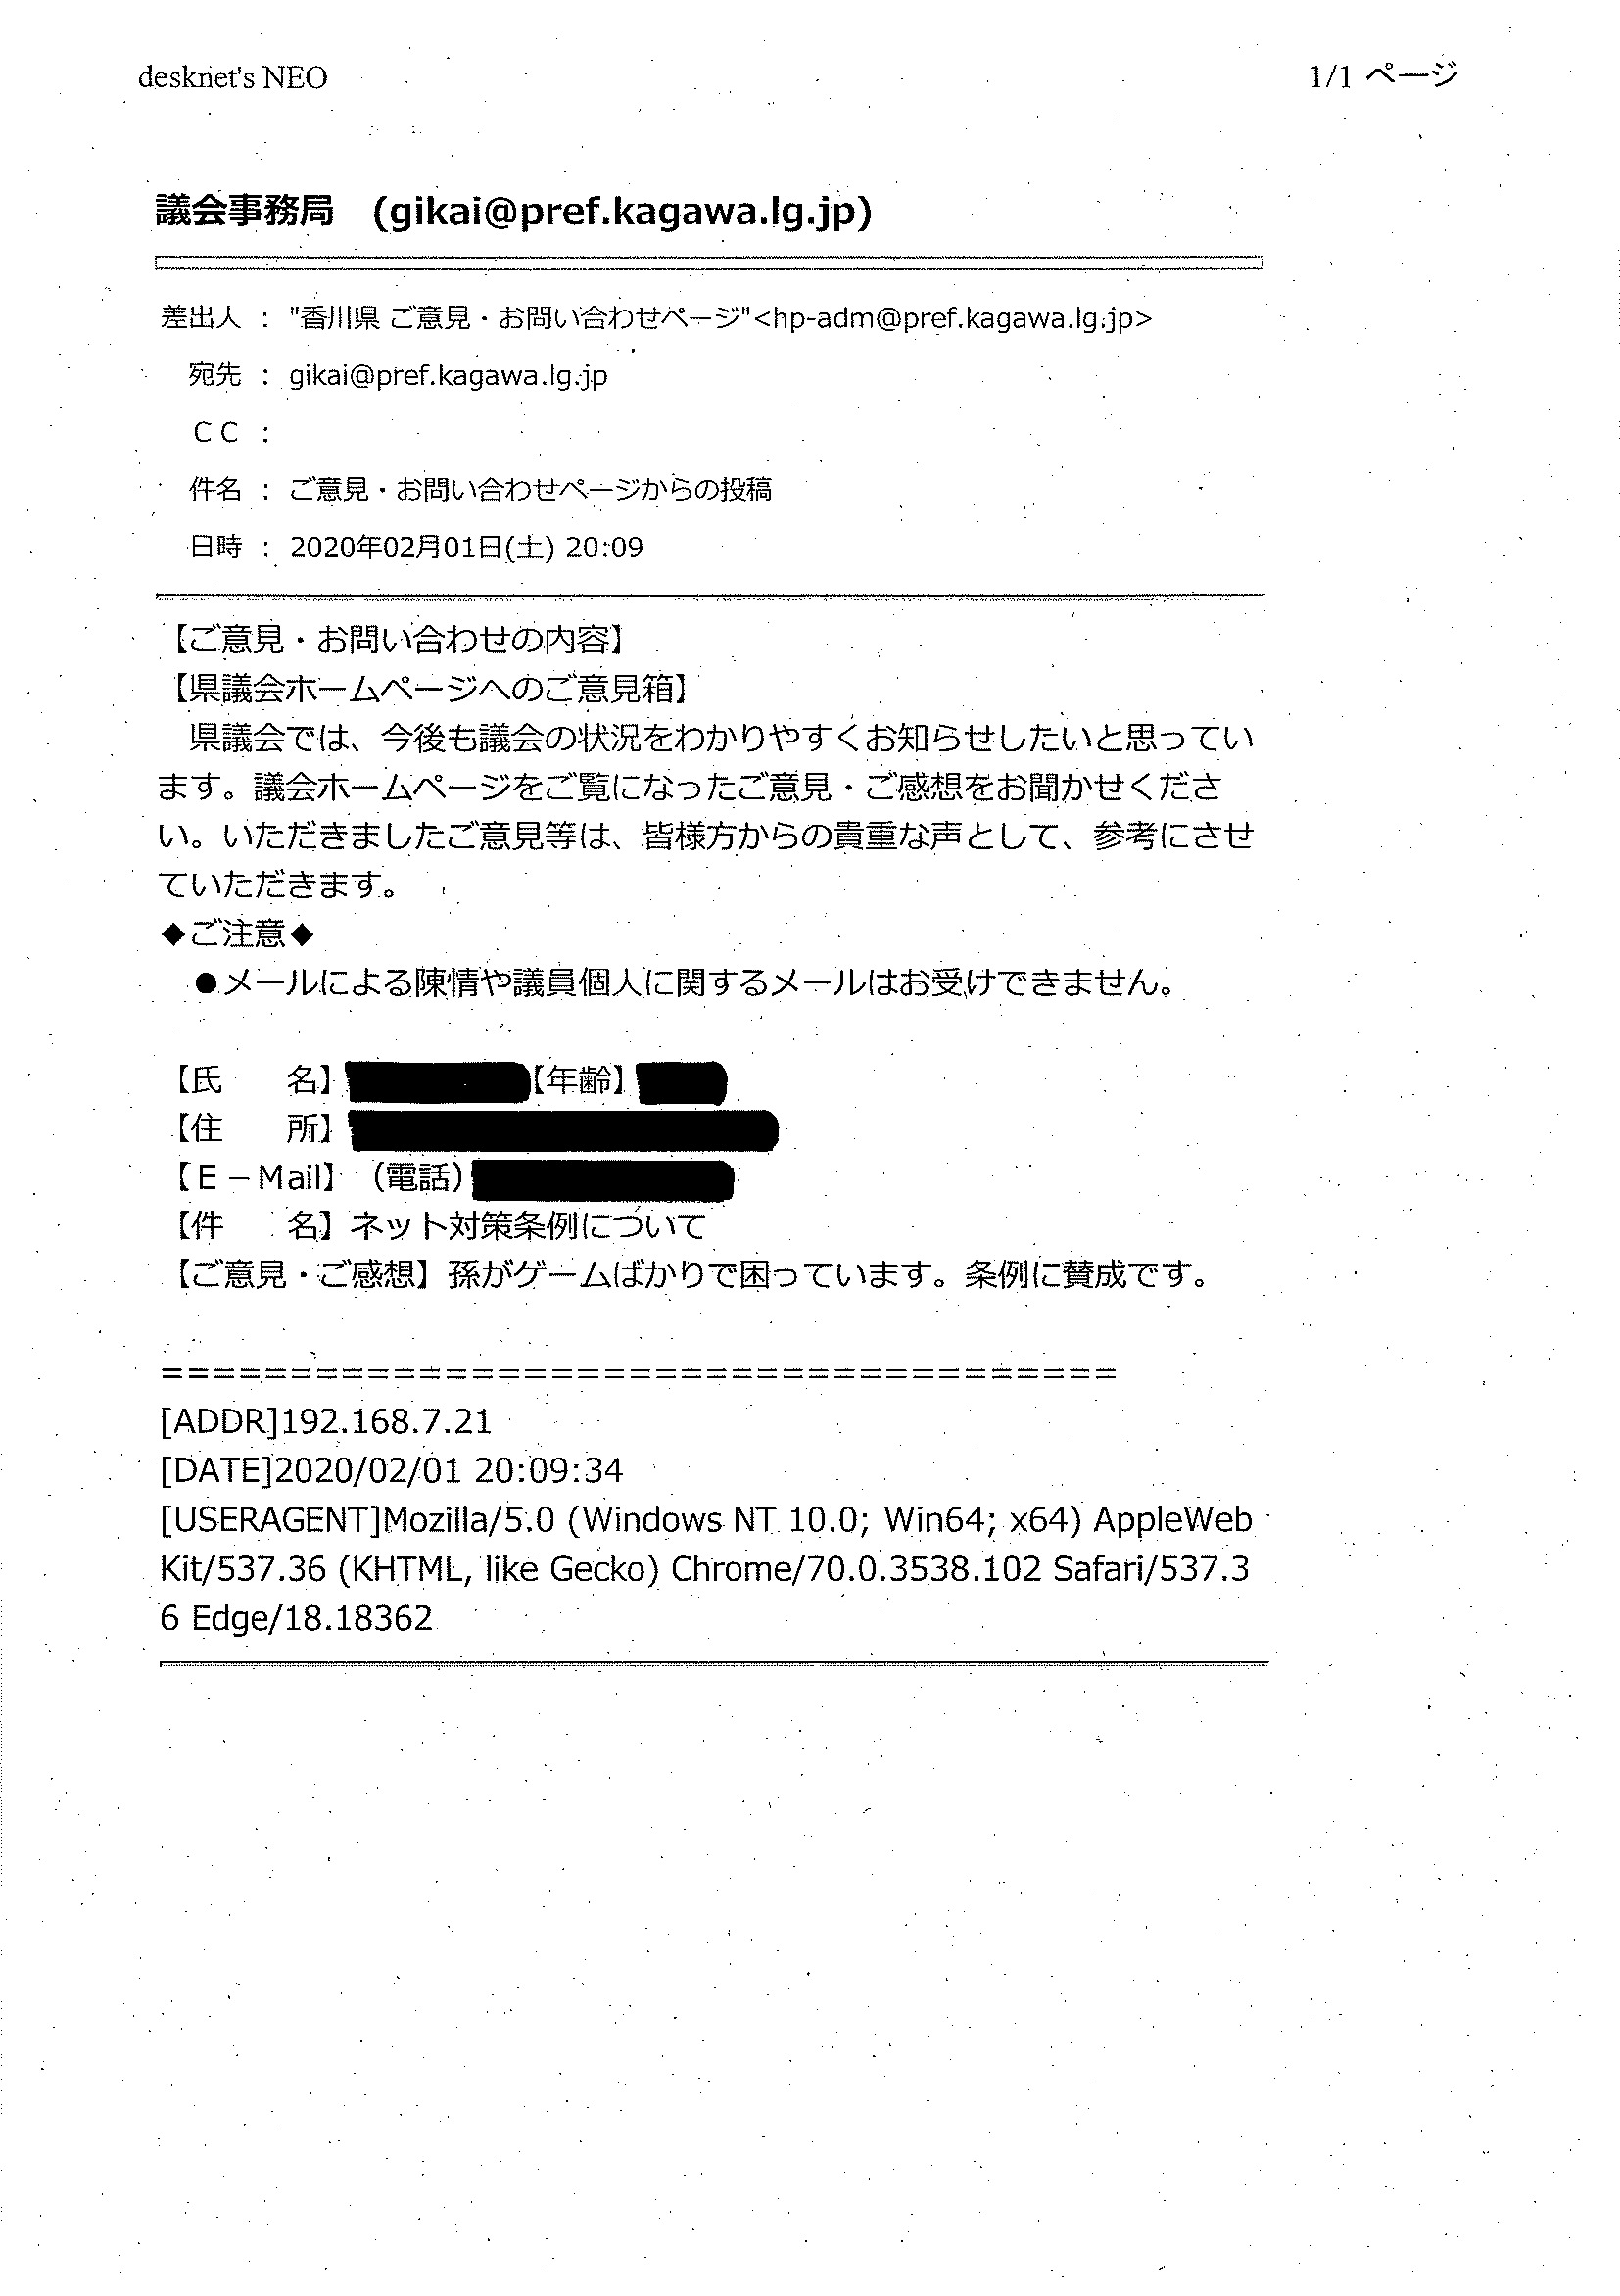 desknet's NEO
1/1 ページ
議会事務局　(gikai@pref.kagawa.lg.jp)
差出人 ： "香川県 ご意見・お問い合わせページ"<hp-adm@pref.kagawa.lg.jp>
宛先 ： gikai@pref.kagawa.lg.jp
ＣＣ ：
件名 ： ご意見・お問い合わせページからの投稿
日時 ： 2020年02月01日(土) 20:09
【ご意見・お問い合わせの内容】
【県議会ホームページへのご意見箱】
　県議会では、今後も議会の状況をわかりやすくお知らせしたいと思ってい
ます。議会ホームページをご覧になったご意見・ご感想をお聞かせくださ
い。いただきましたご意見等は、皆様方からの貴重な声として、参考にさせ
ていただきます。
◆ご注意◆
　●メールによる陳情や議員個人に関するメールはお受けできません。
【氏　　名】【年齢】
【住　　所】
【Ｅ－Mail】（電話）
【件　　名】ネット対策条例について
【ご意見・ご感想】孫がゲームばかりで困っています。条例に賛成です。
=====================================
[ADDR]192.168.7.21
[DATE]2020/02/01 20:09:34
[USERAGENT]Mozilla/5.0 (Windows NT 10.0; Win64; x64) AppleWeb
Kit/537.36 (KHTML, like Gecko) Chrome/70.0.3538.102 Safari/537.3
6 Edge/18.18362